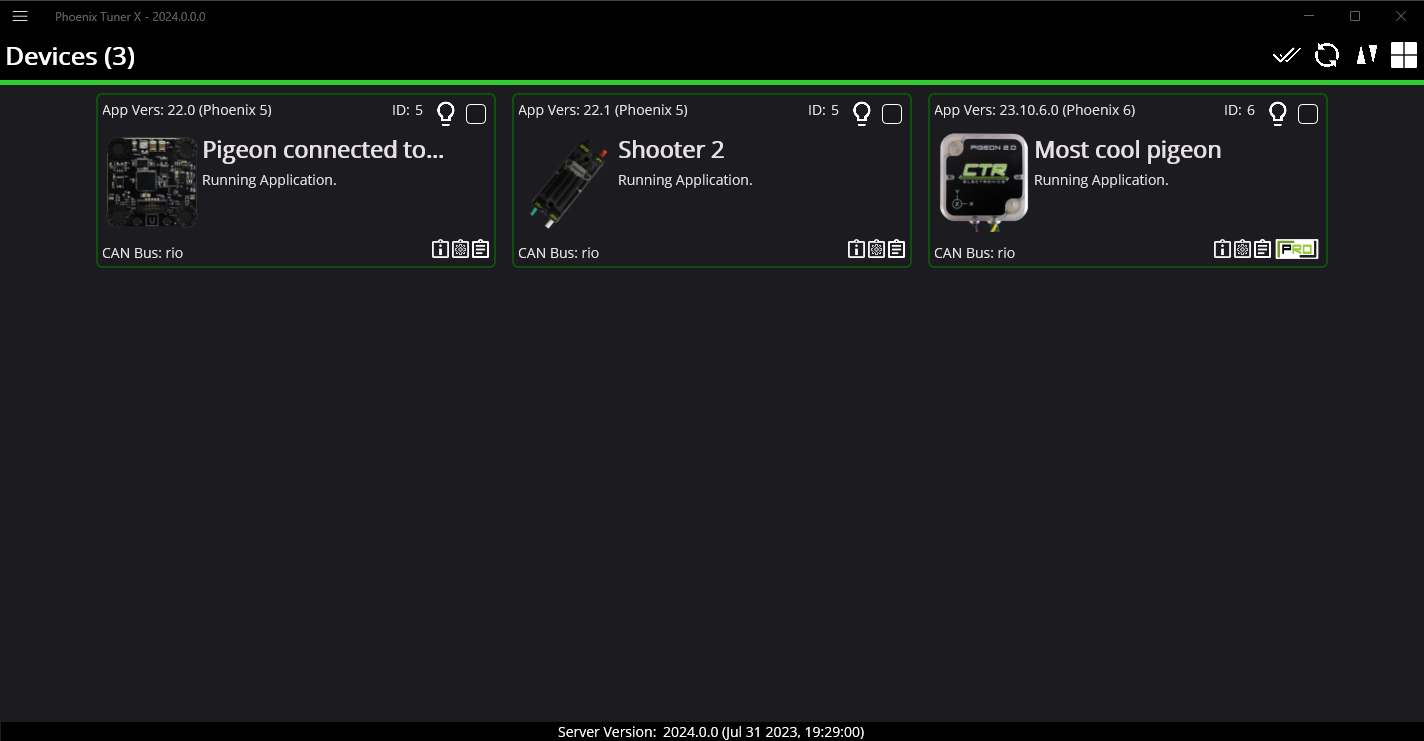 Phoenix Tuner X - 2024.0.0.0
Devices (3)
App Vers: 22.0 (Phoenix 5) ID: 5
Pigeon connected to...
Running Application.
CAN Bus: rio
App Vers: 22.1 (Phoenix 5) ID: 5
Shooter 2
Running Application.
CAN Bus: rio
App Vers: 23.10.6.0 (Phoenix 6) ID: 6
PIGEON 2.0
CTR
ELECTRONICS
Y
X
Z
Most cool pigeon
Running Application.
CAN Bus: rio
PRO
Server Version: 2024.0.0 (Jul 31 2023, 19:29:00)